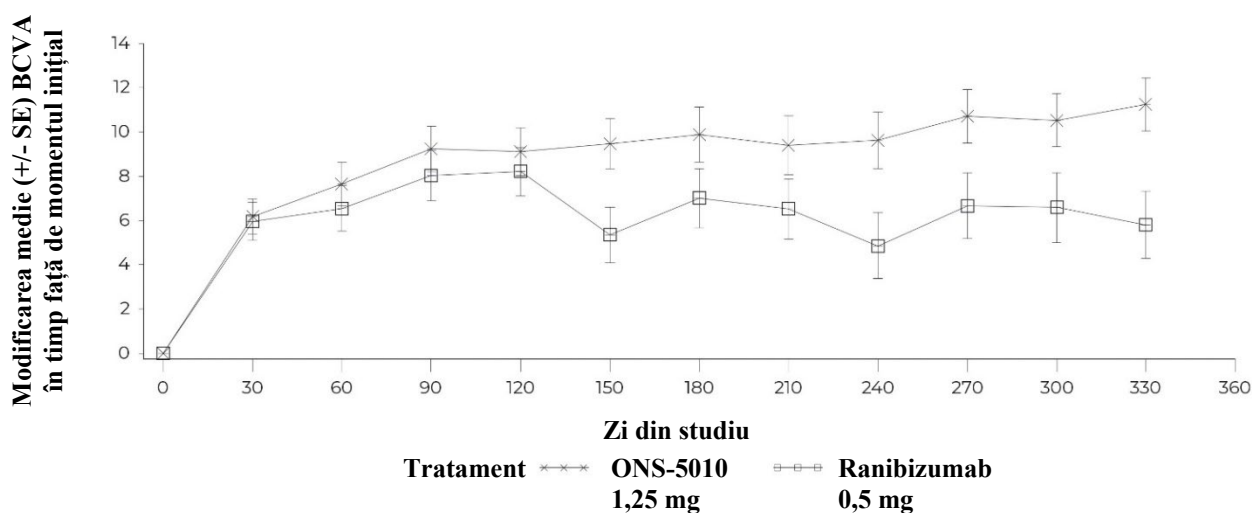 Modificarea medie (+/- SE) BCVA
în timp față de momentul inițial
14
12
10
8
6
4
2
0
0 30 60 90 120 150 180 210 240 270 300 330 360
Zi din studiu
Tratament ONS-5010 Ranibizumab
1,25 mg 0,5 mg